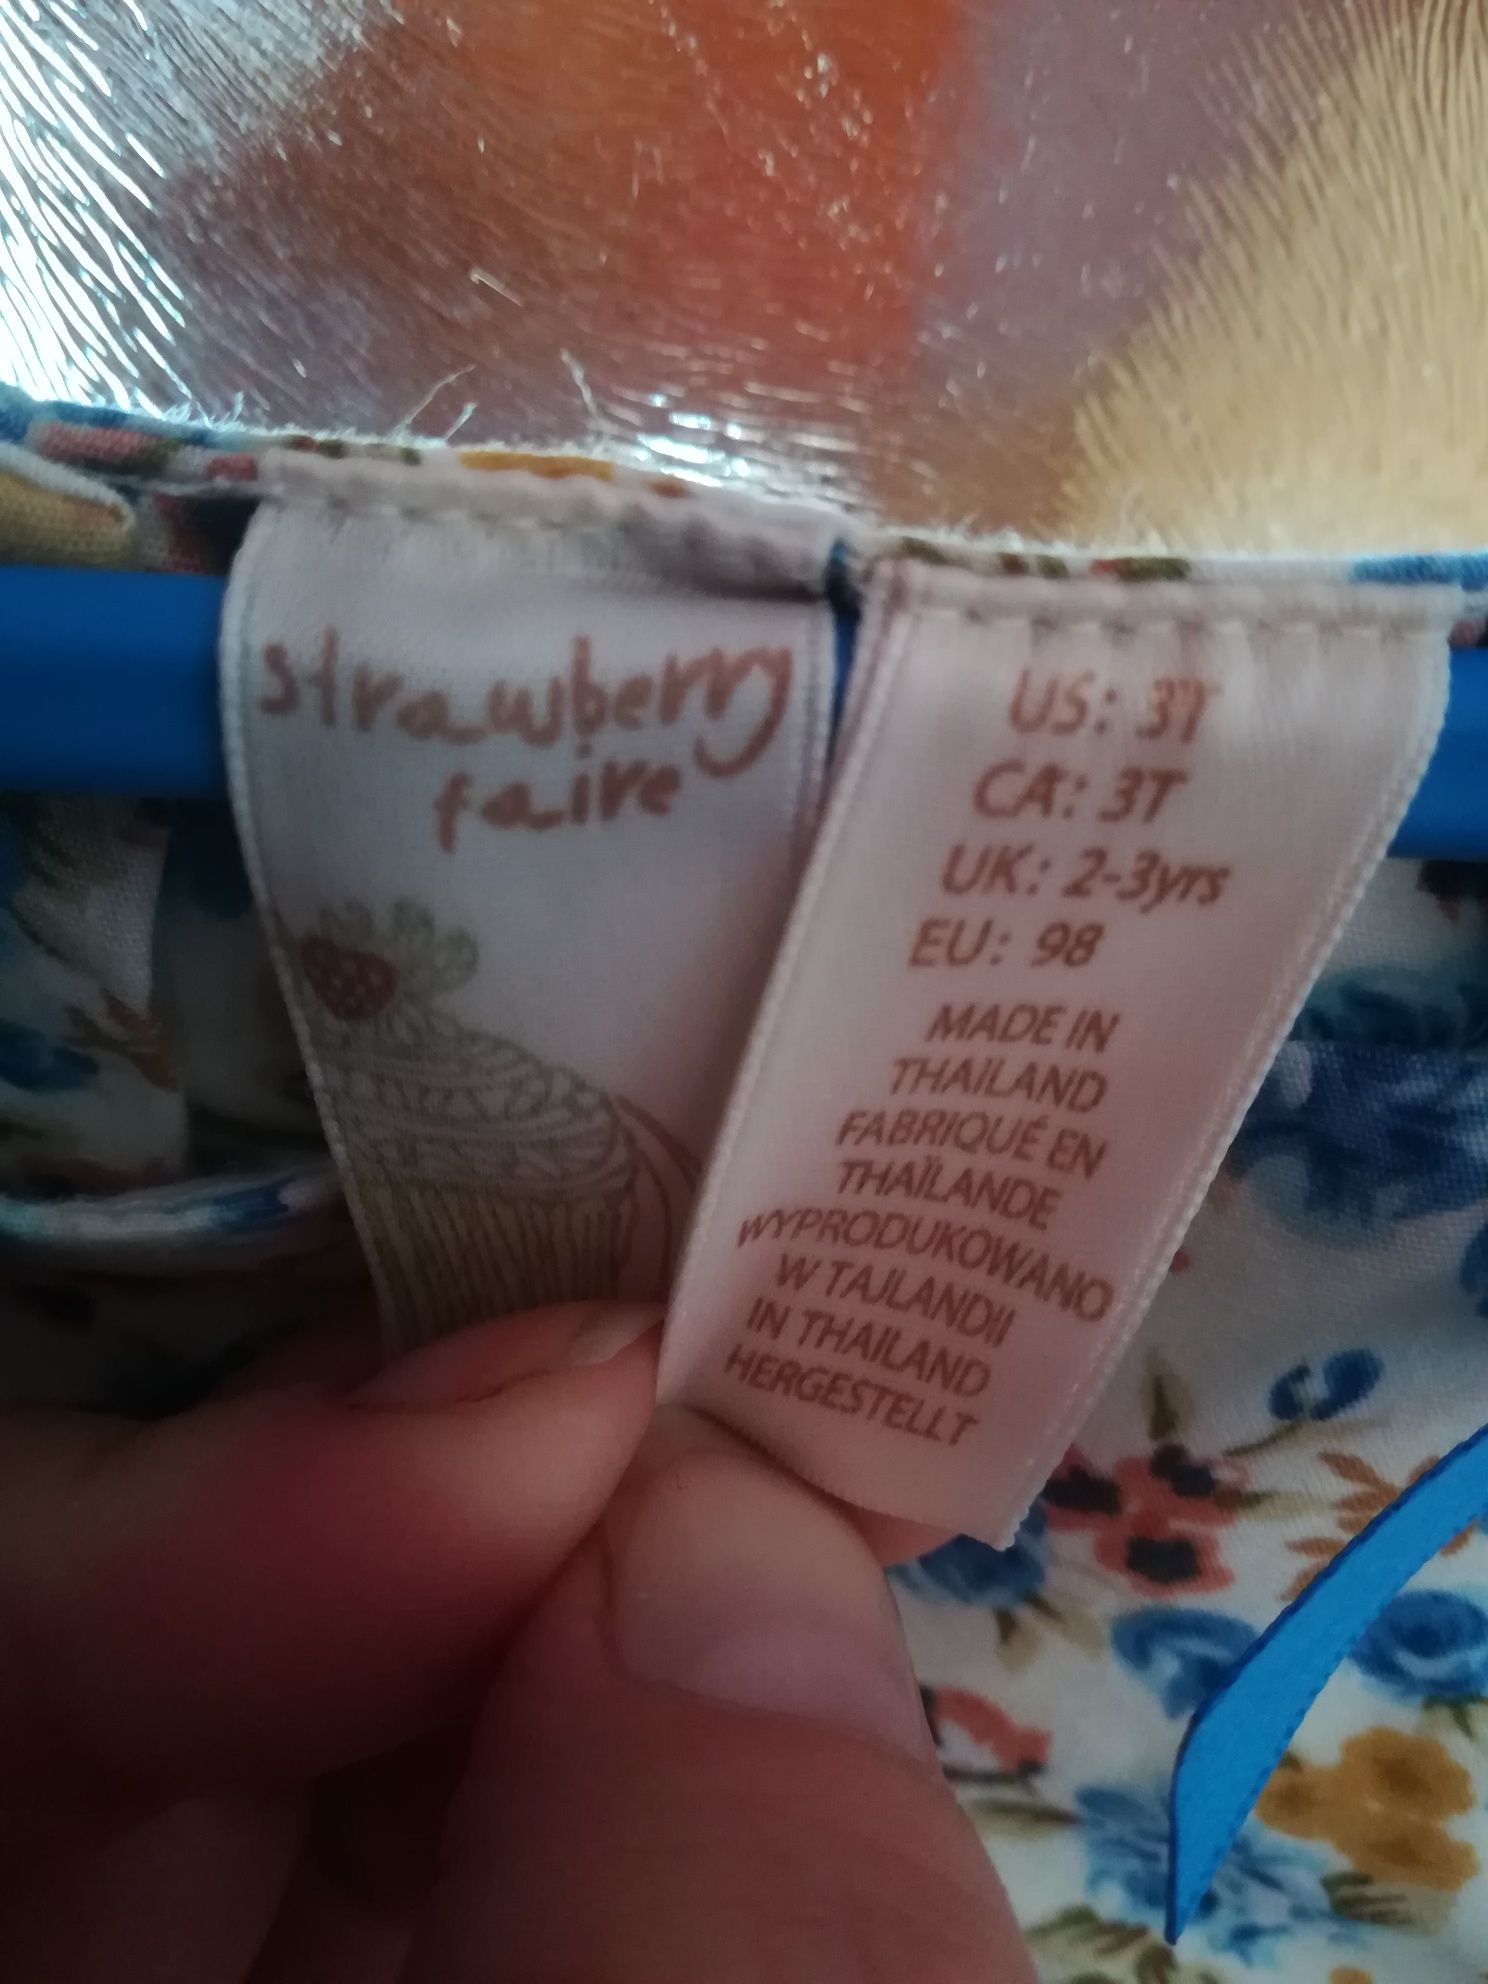 strawberry
faire
US: 3T
CA: 3T
UK: 2-3yrs
EU: 98
MADE IN
THAILAND
FABRIQUÉ EN
THAÏLANDE
WYPRODUKOWANO
W TAJLANDII
IN THAILAND
HERGESTELLT